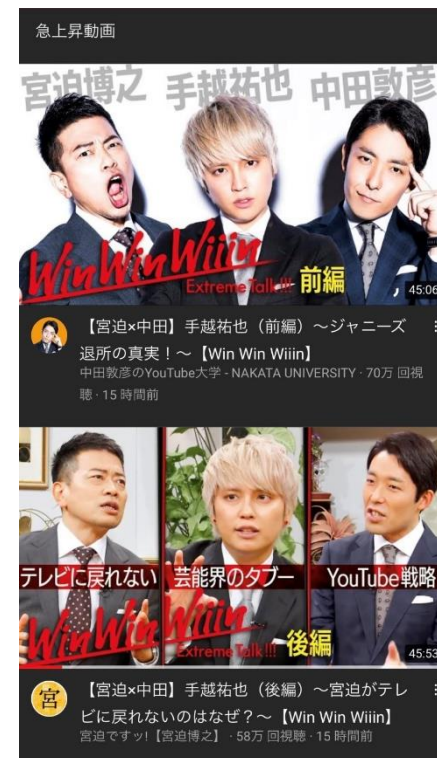 急上昇動画
宮迫博之 手越祐也 中田敦彦
Win Win Wiiin
Extreme Talk!!! 前編
45:06
【宮迫×中田】手越祐也（前編）～ジャニーズ
退所の真実！～【Win Win Wiiin】
中田敦彦のYouTube大学 - NAKATA UNIVERSITY · 70万 回視
聴 · 15 時間前
テレビに戻れない 芸能界のタブー YouTube戦略
Win Win Wiiin
Extreme Talk!!! 後編
45:53
宮
【宮迫×中田】手越祐也（後編）～宮迫がテレ
ビに戻れないのはなぜ？～【Win Win Wiiin】
宮迫ですッ!【宮迫博之】 · 58万 回視聴 · 15 時間前